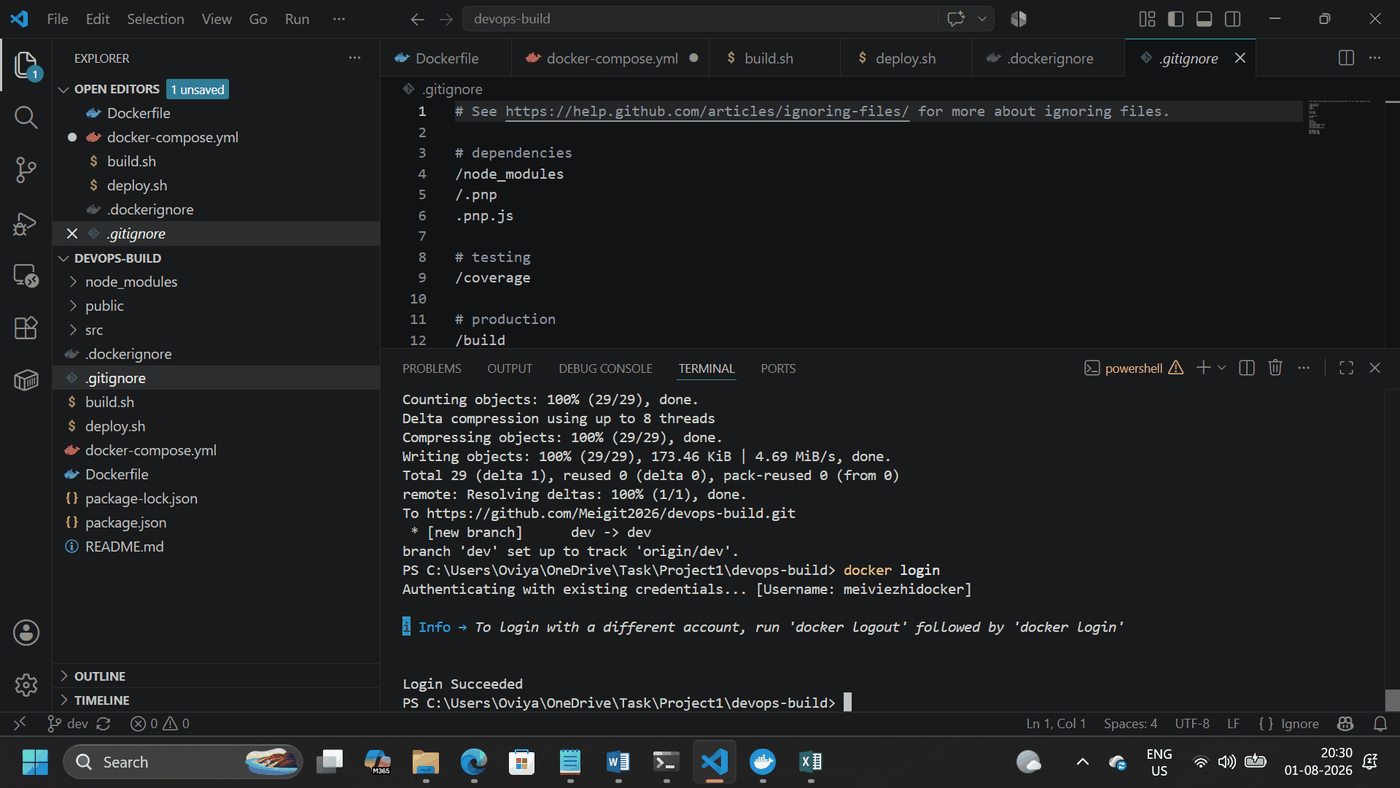 File Edit Selection View Go Run ··· devops-build
EXPLORER ···
OPEN EDITORS 1 unsaved
Dockerfile
docker-compose.yml
$ build.sh
$ deploy.sh
.dockerignore
.gitignore
DEVOPS-BUILD
node_modules
public
src
.dockerignore
.gitignore
$ build.sh
$ deploy.sh
docker-compose.yml
Dockerfile
{} package-lock.json
{} package.json
README.md
OUTLINE
TIMELINE
1
Dockerfile docker-compose.yml $ build.sh $ deploy.sh .dockerignore .gitignore
.gitignore
1 # See https://help.github.com/articles/ignoring-files/ for more about ignoring files.
2
3 # dependencies
4 /node_modules
5 /.pnp
6 .pnp.js
7
8 # testing
9 /coverage
10
11 # production
12 /build
PROBLEMS OUTPUT DEBUG CONSOLE TERMINAL PORTS powershell
Counting objects: 100% (29/29), done.
Delta compression using up to 8 threads
Compressing objects: 100% (29/29), done.
Writing objects: 100% (29/29), 173.46 KiB | 4.69 MiB/s, done.
Total 29 (delta 1), reused 0 (delta 0), pack-reused 0 (from 0)
remote: Resolving deltas: 100% (1/1), done.
To https://github.com/Meigit2026/devops-build.git
* [new branch] dev -> dev
branch 'dev' set up to track 'origin/dev'.
PS C:\Users\Oviya\OneDrive\Task\Project1\devops-build> docker login
Authenticating with existing credentials... [Username: meiviezhidocker]
i Info → To login with a different account, run 'docker logout' followed by 'docker login'
Login Succeeded
PS C:\Users\Oviya\OneDrive\Task\Project1\devops-build>
dev 0 0 Ln 1, Col 1 Spaces: 4 UTF-8 LF {} Ignore
Search M365 ENG
US 20:30
01-08-2026